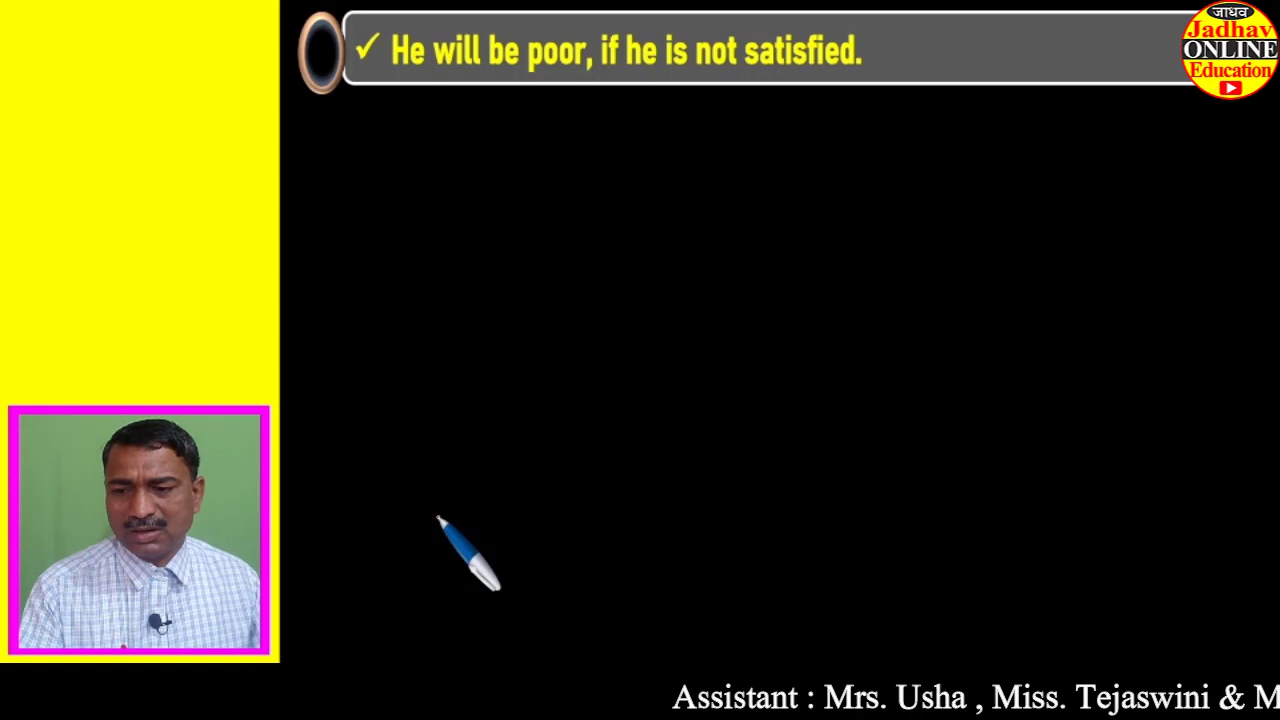 ✓ He will be poor, if he is not satisfied.
जाधव
Jadhav
ONLINE
Education
Assistant : Mrs. Usha , Miss. Tejaswini & M